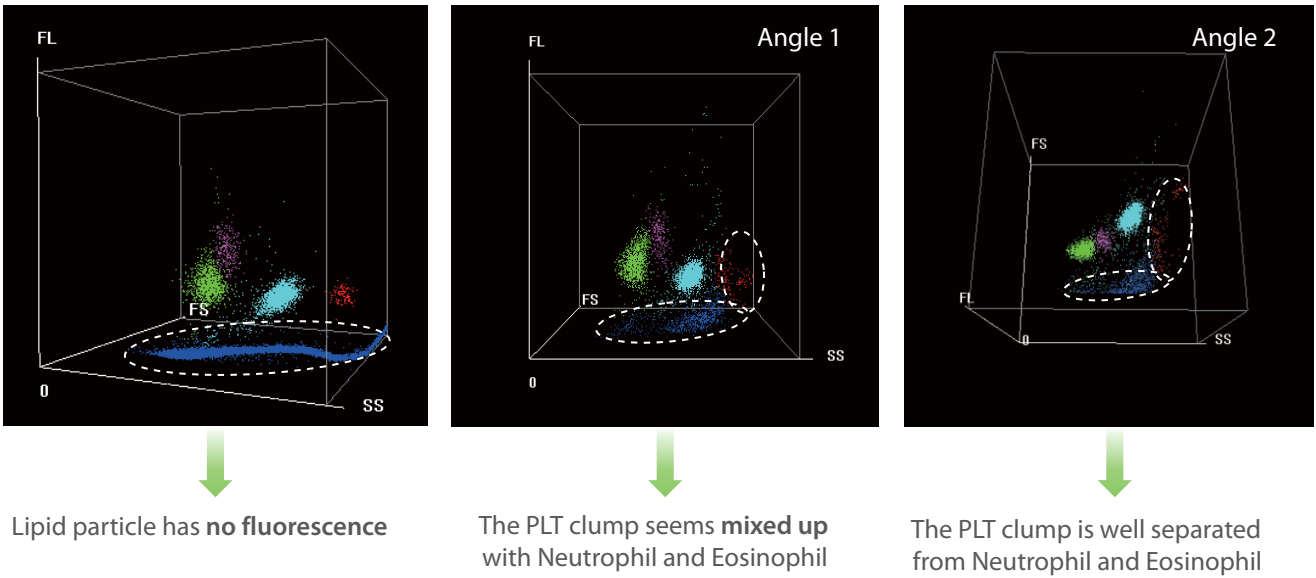 FL
FS
0
SS
Lipid particle has no fluorescence
Angle 1
FL
FS
SS
0
The PLT clump seems mixed up
with Neutrophil and Eosinophil
Angle 2
FS
FL
0
SS
The PLT clump is well separated
from Neutrophil and Eosinophil